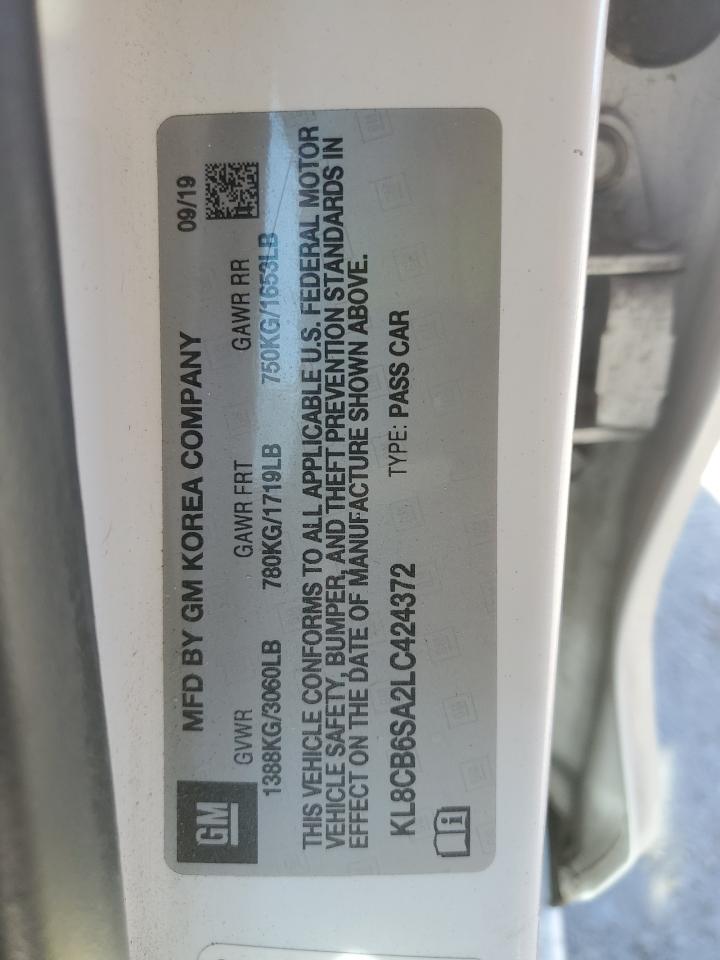 GM
MFD BY GM KOREA COMPANY 09/19
GVWR GAWR FRT GAWR RR
1388KG/3060LB 780KG/1719LB 750KG/1653LB
THIS VEHICLE CONFORMS TO ALL APPLICABLE U.S. FEDERAL MOTOR
VEHICLE SAFETY, BUMPER, AND THEFT PREVENTION STANDARDS IN
EFFECT ON THE DATE OF MANUFACTURE SHOWN ABOVE.
KL8CB6SA2LC424372 TYPE: PASS CAR